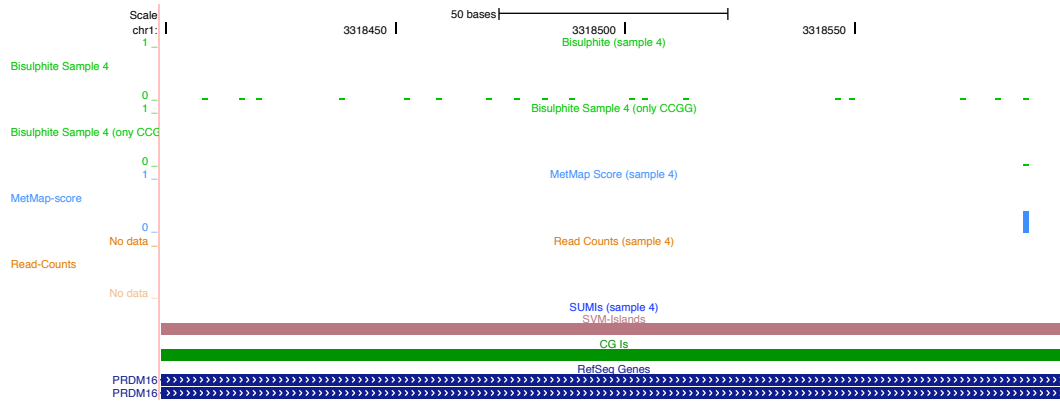 Scale 50 bases
chr1: 3318450 3318500 3318550
1 _ Bisulphite (sample 4)
Bisulphite Sample 4
0 _
Bisulphite Sample 4 (only CCGG)
1 _
Bisulphite Sample 4 (ony CCG
0 _
1 _ MetMap Score (sample 4)
MetMap-score
0 _
No data _ Read Counts (sample 4)
Read-Counts
No data _
SUMIs (sample 4)
SVM-Islands
CG Is
RefSeq Genes
PRDM16
PRDM16